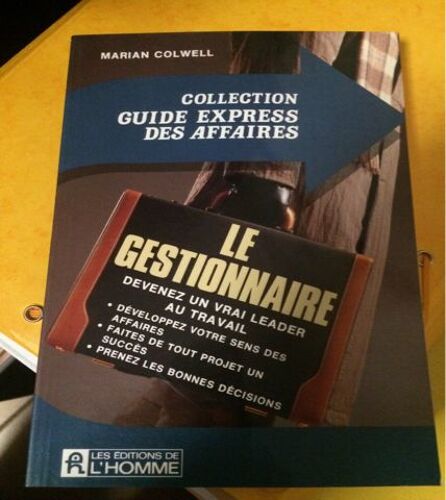 MARIAN COLWELL
COLLECTION
GUIDE EXPRESS
DES AFFAIRES
LE
GESTIONNAIRE
DEVENEZ UN VRAI LEADER
AU TRAVAIL
• DÉVELOPPEZ VOTRE SENS DES
AFFAIRES
• FAITES DE TOUT PROJET UN
SUCCÈS
• PRENEZ LES BONNES DÉCISIONS
LES ÉDITIONS DE
L'HOMME